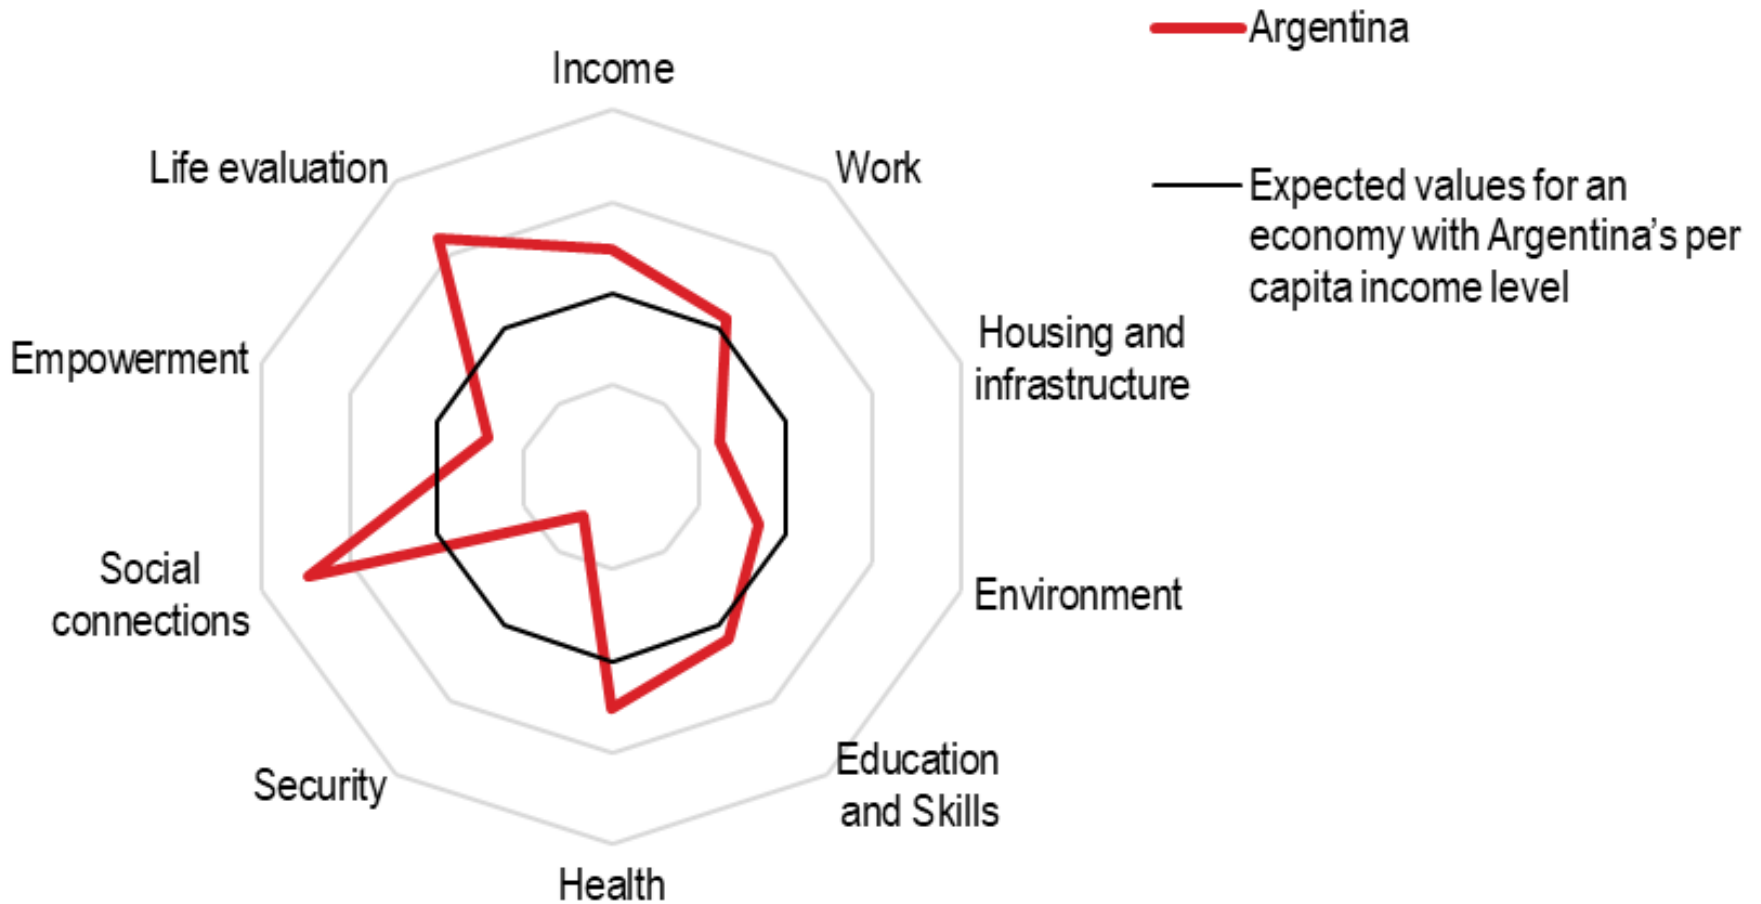 Argentina
Income
Life evaluation
Work
Expected values for an
economy with Argentina's per
capita income level
Housing and
infrastructure
Empowerment
Social
connections
Environment
Education
and Skills
Security
Health